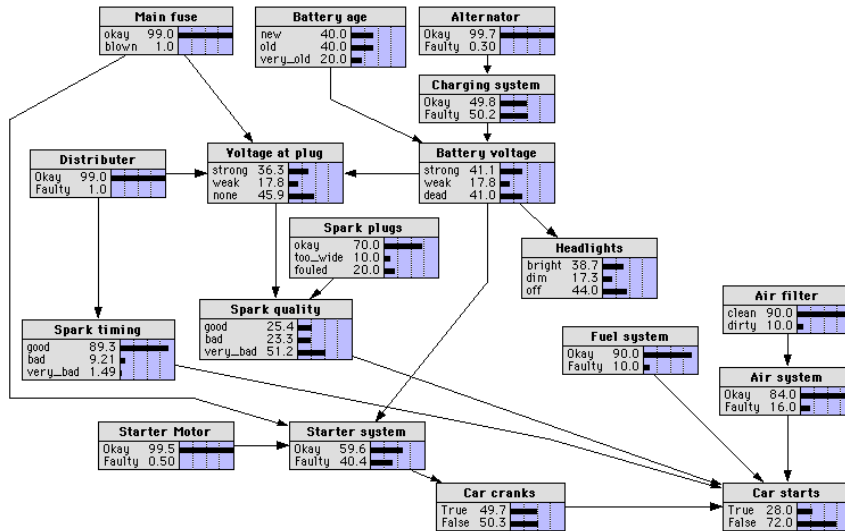 Main fuse
okay 99.0
blown 1.0
Battery age
new 40.0
old 40.0
very_old 20.0
Alternator
Okay 99.7
Faulty 0.30
Charging system
Okay 49.8
Faulty 50.2
Distributer
Okay 99.0
Faulty 1.0
Voltage at plug
strong 36.3
weak 17.8
none 45.9
Battery voltage
strong 41.1
weak 17.8
dead 41.0
Spark plugs
okay 70.0
too_wide 10.0
fouled 20.0
Headlights
bright 38.7
dim 17.3
off 44.0
Air filter
clean 90.0
dirty 10.0
Spark timing
good 89.3
bad 9.21
very_bad 1.49
Spark quality
good 25.4
bad 23.3
very_bad 51.2
Fuel system
Okay 90.0
Faulty 10.0
Air system
Okay 84.0
Faulty 16.0
Starter Motor
Okay 99.5
Faulty 0.50
Starter system
Okay 59.6
Faulty 40.4
Car cranks
True 49.7
False 50.3
Car starts
True 28.0
False 72.0